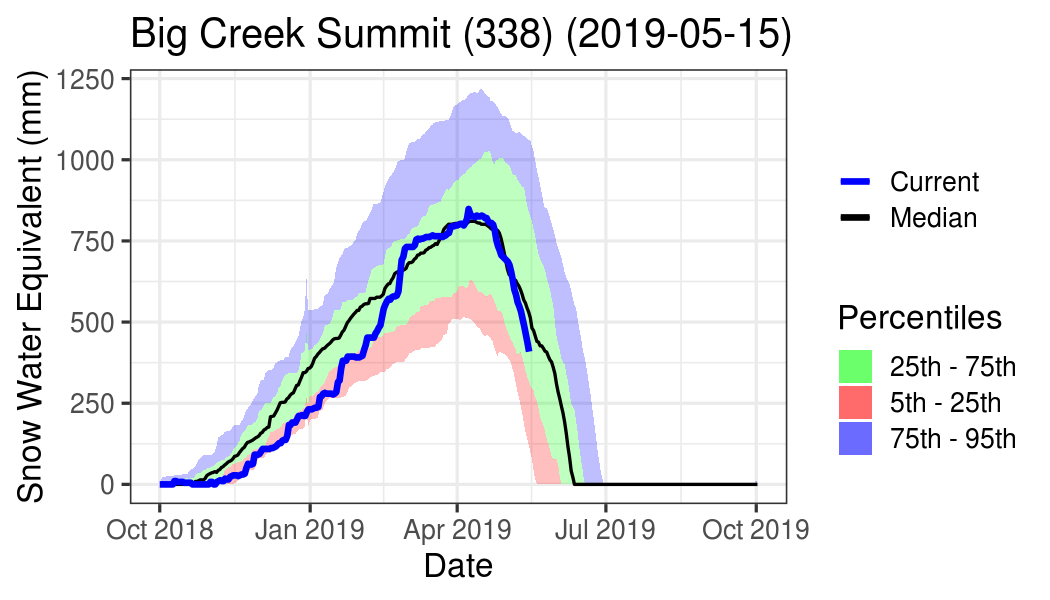 Big Creek Summit (338) (2019-05-15)
Snow Water Equivalent (mm)
1250
1000
750
500
250
0
Oct 2018
Jan 2019
Apr 2019
Jul 2019
Oct 2019
Date
Current
Median
Percentiles
25th - 75th
5th - 25th
75th - 95th